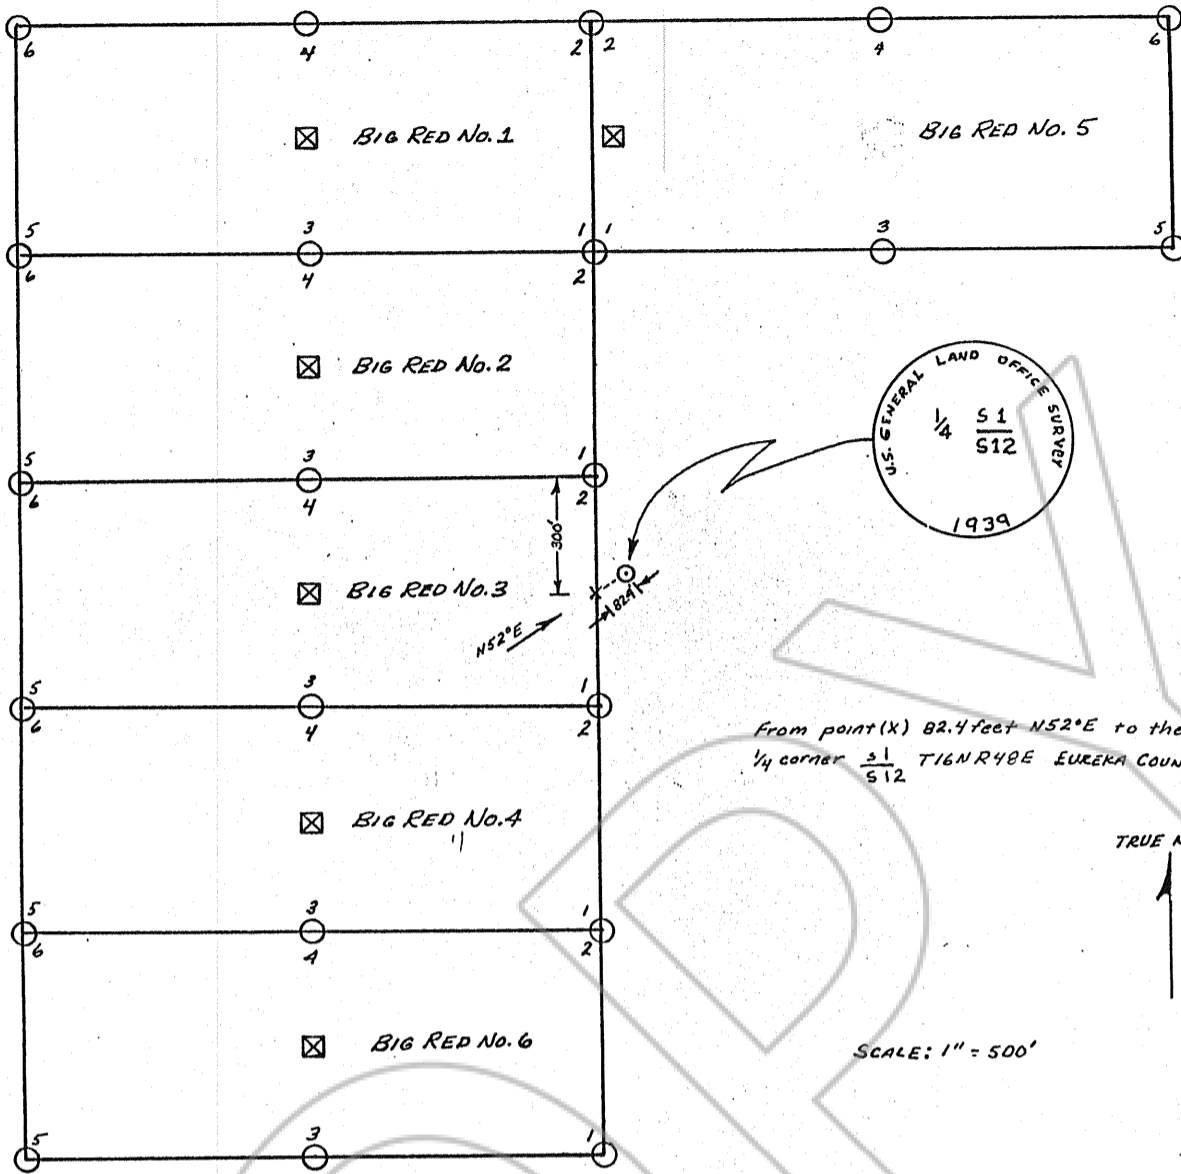 6 4 2 2 4 6
BIG RED No. 1
BIG RED No. 5
5 3 1 1 3 5
6 4 2
BIG RED No. 2
U.S. GENERAL LAND OFFICE SURVEY
1/4 S1
S12
1939
5 3 1
6 4 2
300'
BIG RED No. 3
82.4'
N52°E
5 3 1
6 4 2
From point (X) 82.4 feet N52°E to the
1/4 corner S1/S12 T16N R48E EUREKA COUN
BIG RED No. 4
TRUE N
5 3 1
6 4 2
BIG RED No. 6
SCALE: 1" = 500'
5 3 1